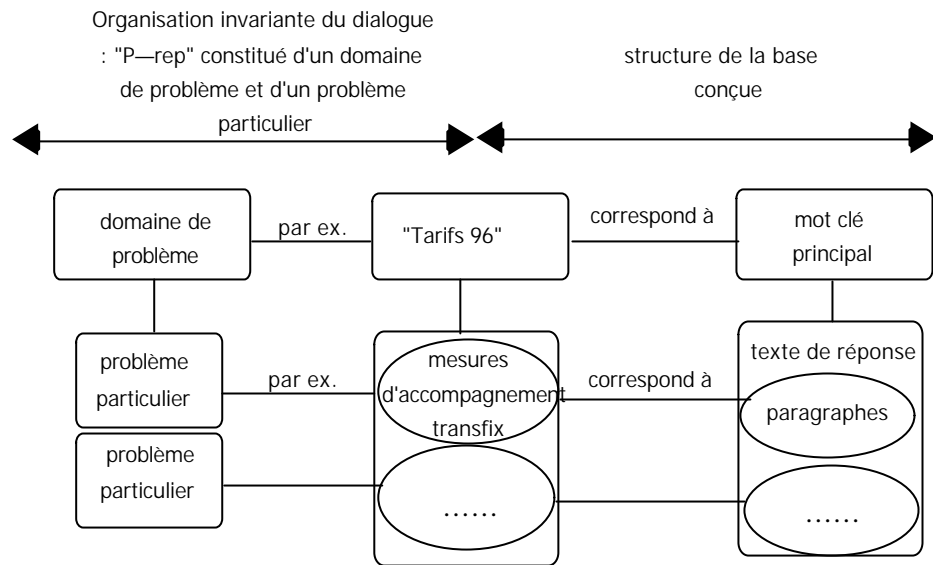 Organisation invariante du dialogue
: "P—rep" constitué d'un domaine
de problème et d'un problème
particulier
structure de la base
conçue
domaine de
problème
par ex.
"Tarifs 96"
correspond à
mot clé
principal
problème
particulier
par ex.
mesures
d'accompagnement
transfix
correspond à
texte de réponse
paragraphes
problème
particulier
......
......